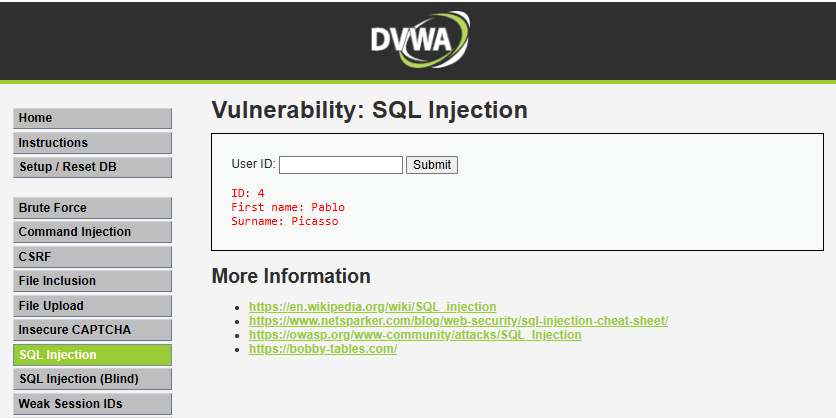 DVWA
Home
Instructions
Setup / Reset DB
Brute Force
Command Injection
CSRF
File Inclusion
File Upload
Insecure CAPTCHA
SQL Injection
SQL Injection (Blind)
Weak Session IDs
Vulnerability: SQL Injection
User ID: Submit
ID: 4
First name: Pablo
Surname: Picasso
More Information
https://en.wikipedia.org/wiki/SQL_injection
https://www.netsparker.com/blog/web-security/sql-injection-cheat-sheet/
https://owasp.org/www-community/attacks/SQL_Injection
https://bobby-tables.com/